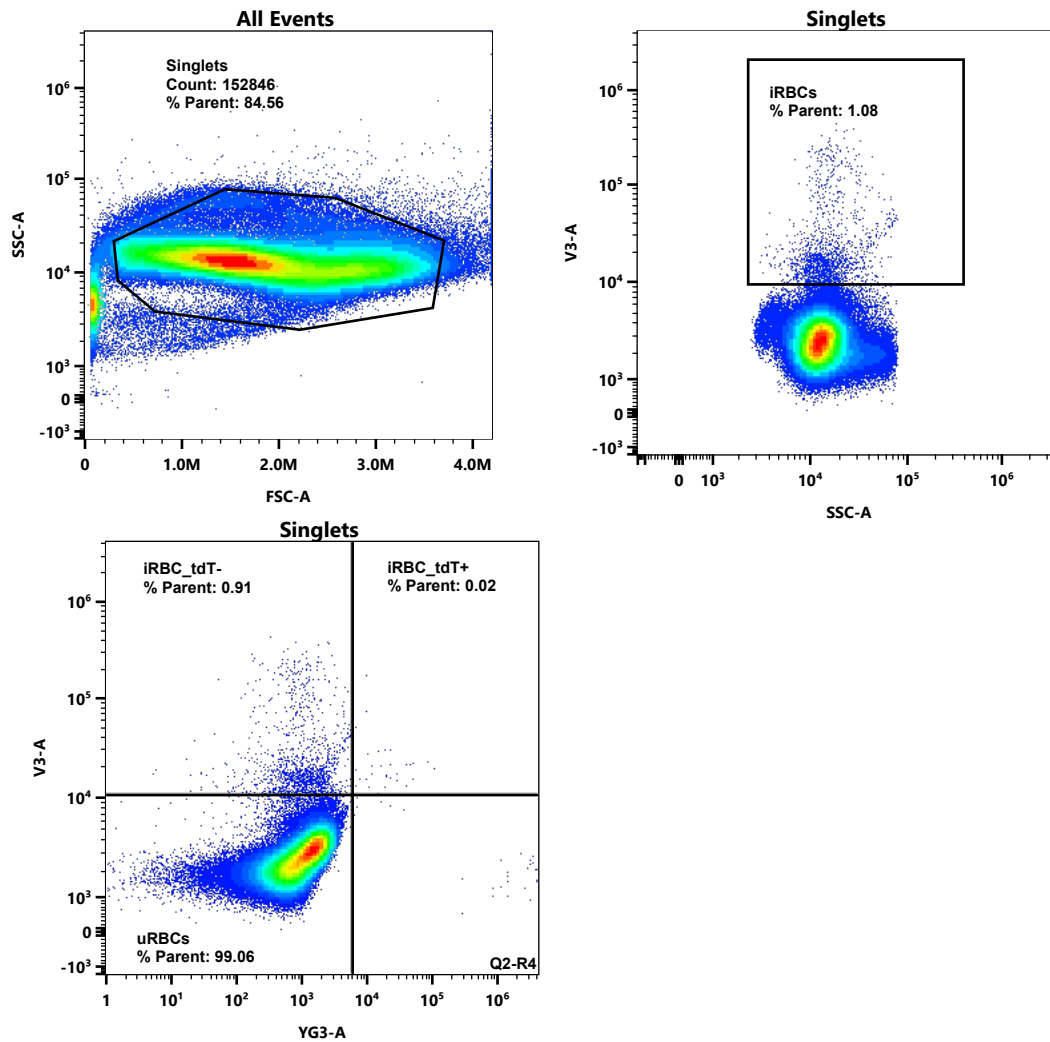 All Events
Singlets
Count: 152846
% Parent: 84.56
10⁶
10⁵
10⁴
10³
0
-10³
0
1.0M
2.0M
3.0M
4.0M
SSC-A
FSC-A
Singlets
iRBCs
% Parent: 1.08
10⁶
10⁵
10⁴
10³
0
-10³
0
10³
10⁴
10⁵
10⁶
V3-A
SSC-A
Singlets
iRBC_tdT-
% Parent: 0.91
iRBC_tdT+
% Parent: 0.02
uRBCs
% Parent: 99.06
Q2-R4
10⁶
10⁵
10⁴
10³
0
-10³
1
10¹
10²
10³
10⁴
10⁵
10⁶
V3-A
YG3-A